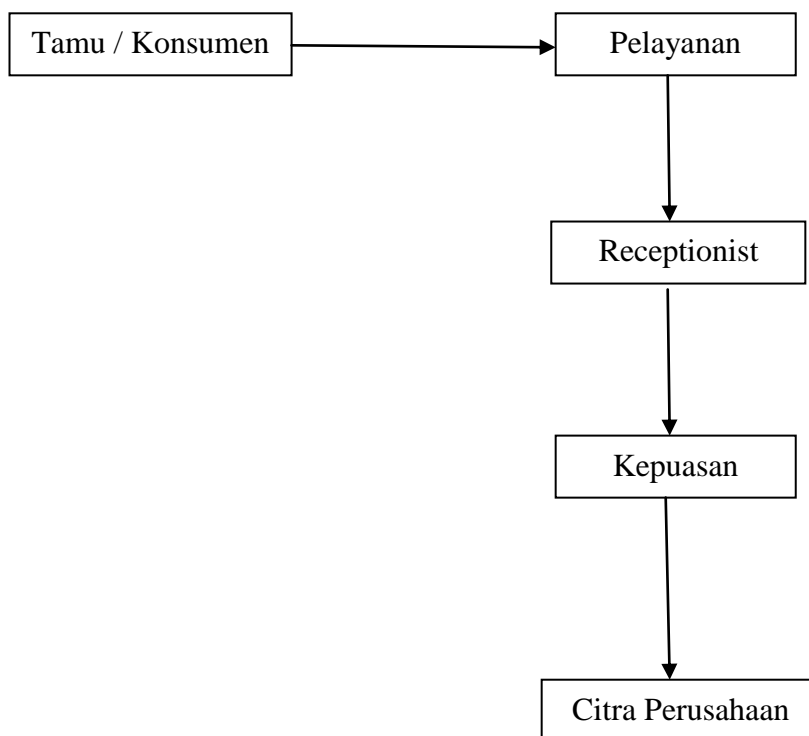 Tamu / Konsumen
Pelayanan
Receptionist
Kepuasan
Citra Perusahaan